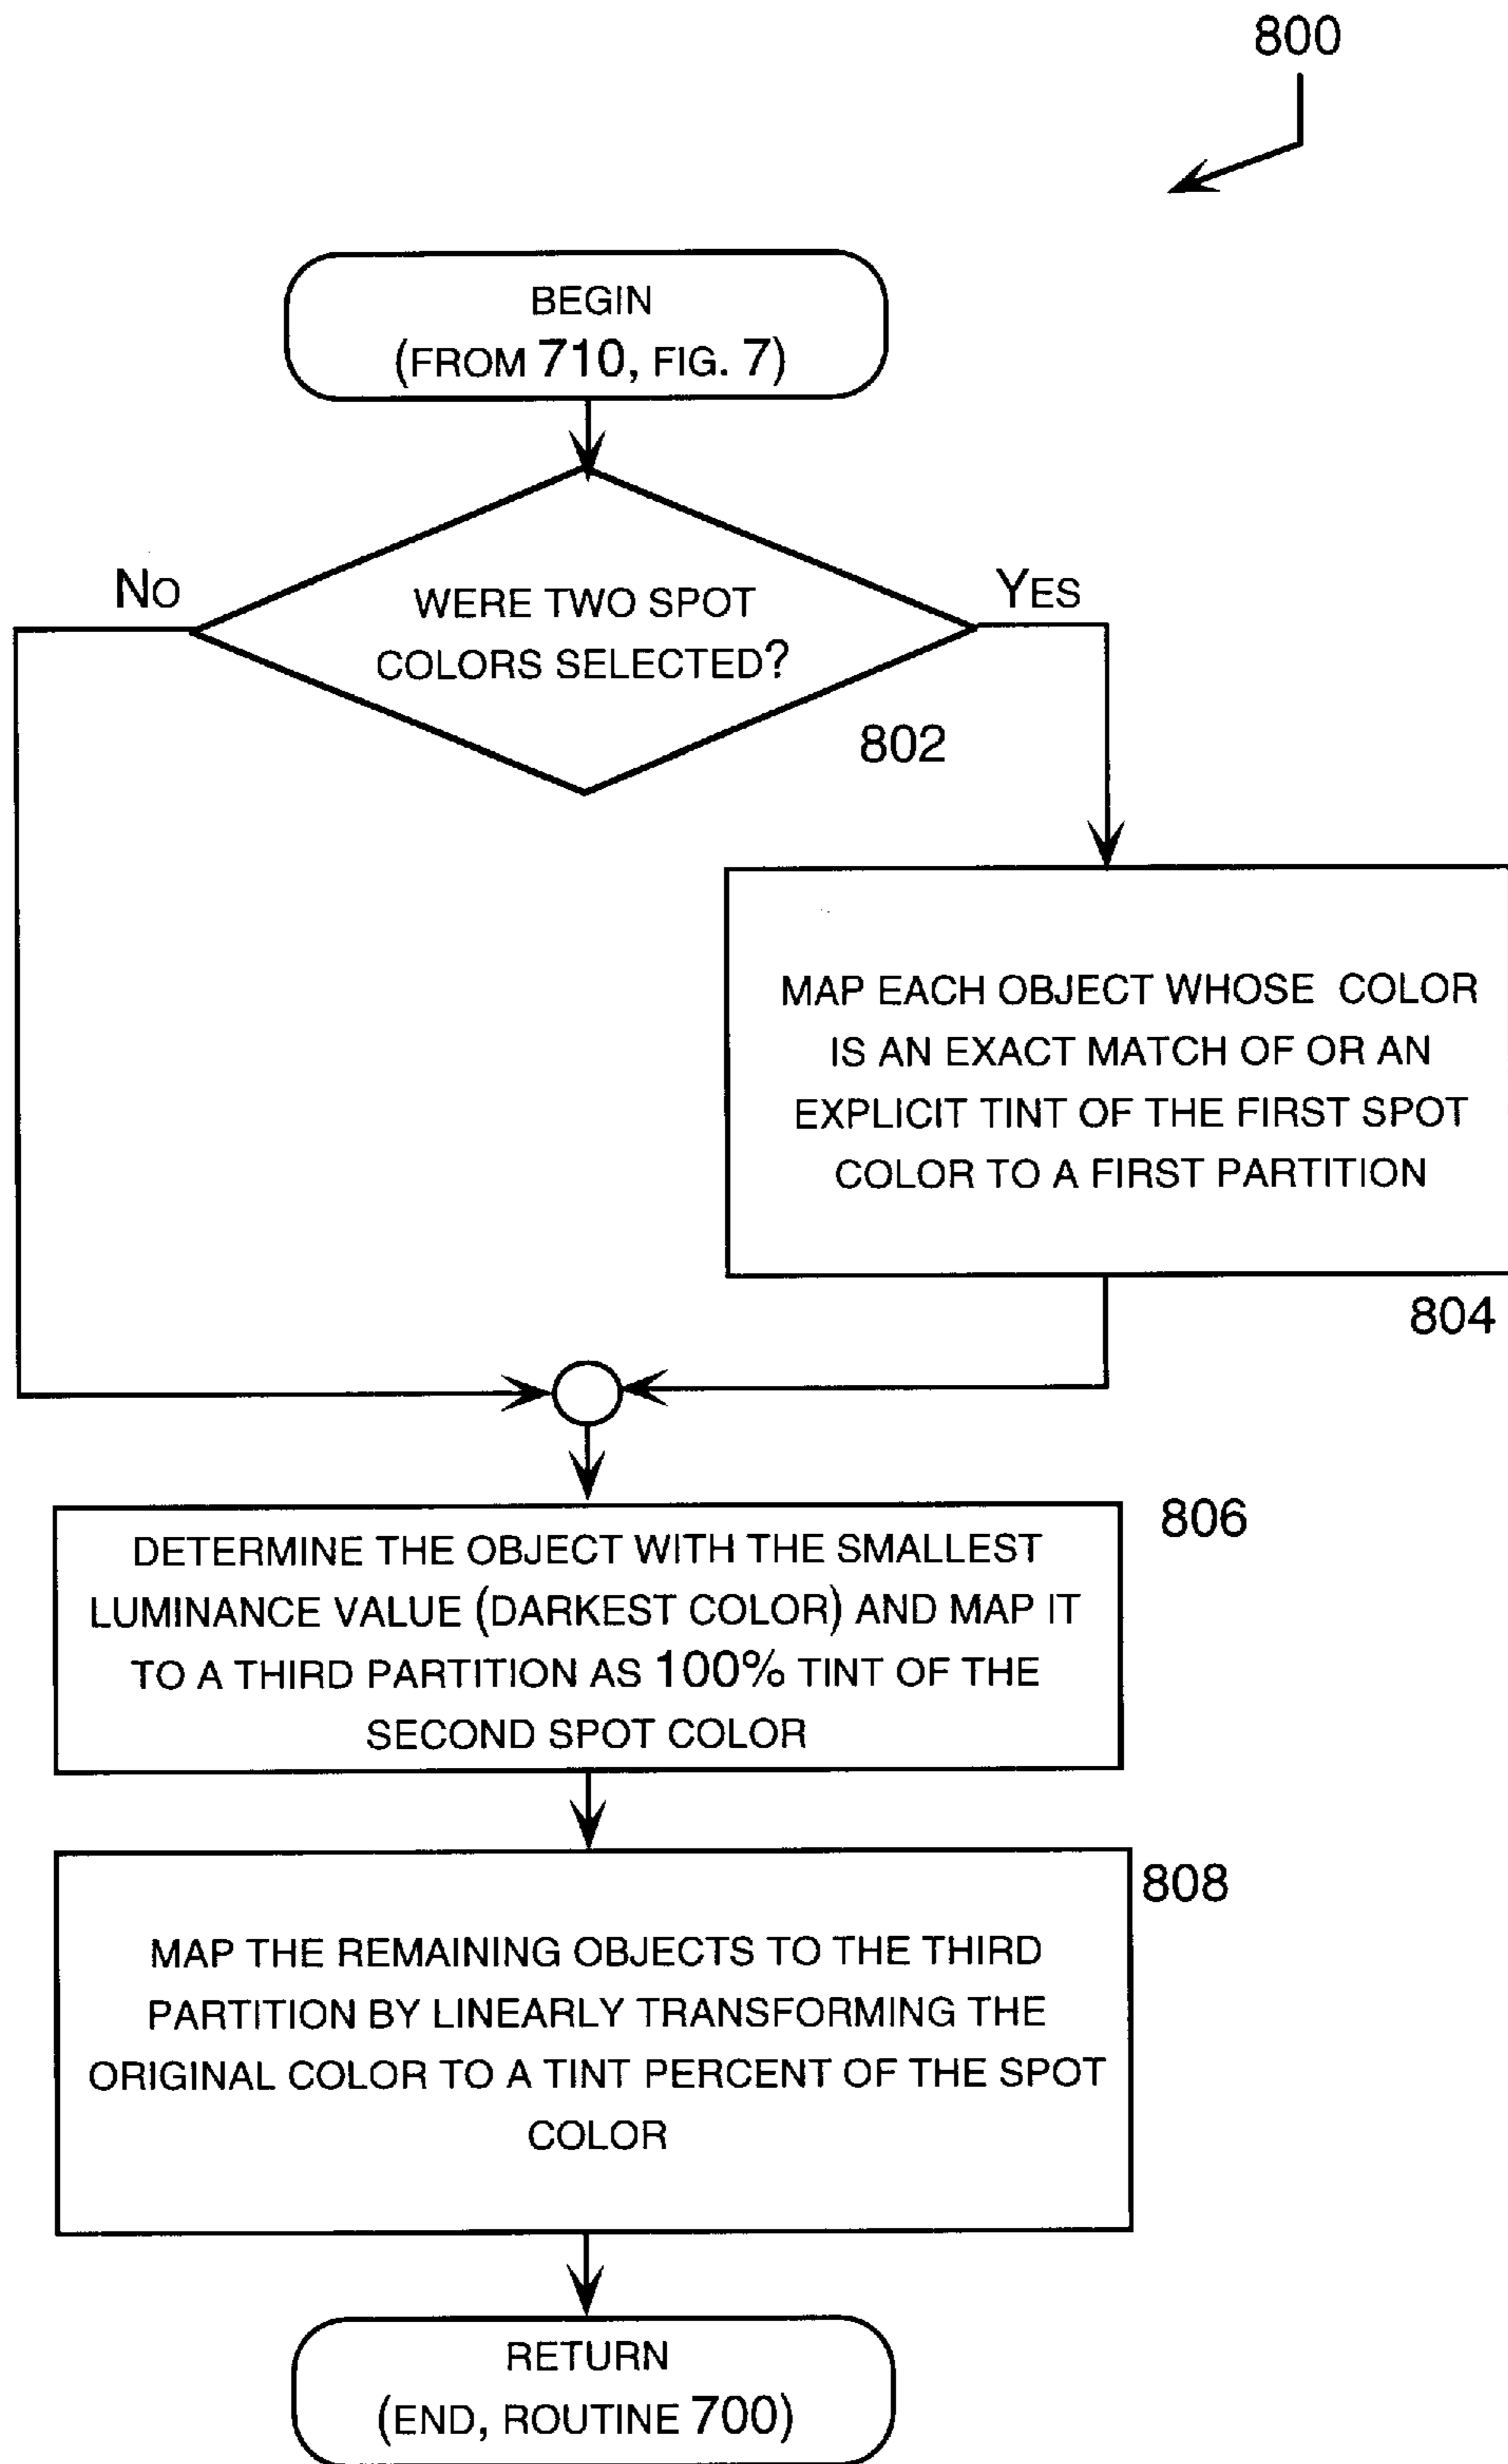 800
BEGIN
(FROM 710, FIG. 7)
NO
YES
WERE TWO SPOT
COLORS SELECTED?
802
MAP EACH OBJECT WHOSE COLOR
IS AN EXACT MATCH OF OR AN
EXPLICIT TINT OF THE FIRST SPOT
COLOR TO A FIRST PARTITION
804
806
DETERMINE THE OBJECT WITH THE SMALLEST
LUMINANCE VALUE (DARKEST COLOR) AND MAP IT
TO A THIRD PARTITION AS 100% TINT OF THE
SECOND SPOT COLOR
808
MAP THE REMAINING OBJECTS TO THE THIRD
PARTITION BY LINEARLY TRANSFORMING THE
ORIGINAL COLOR TO A TINT PERCENT OF THE SPOT
COLOR
RETURN
(END, ROUTINE 700)